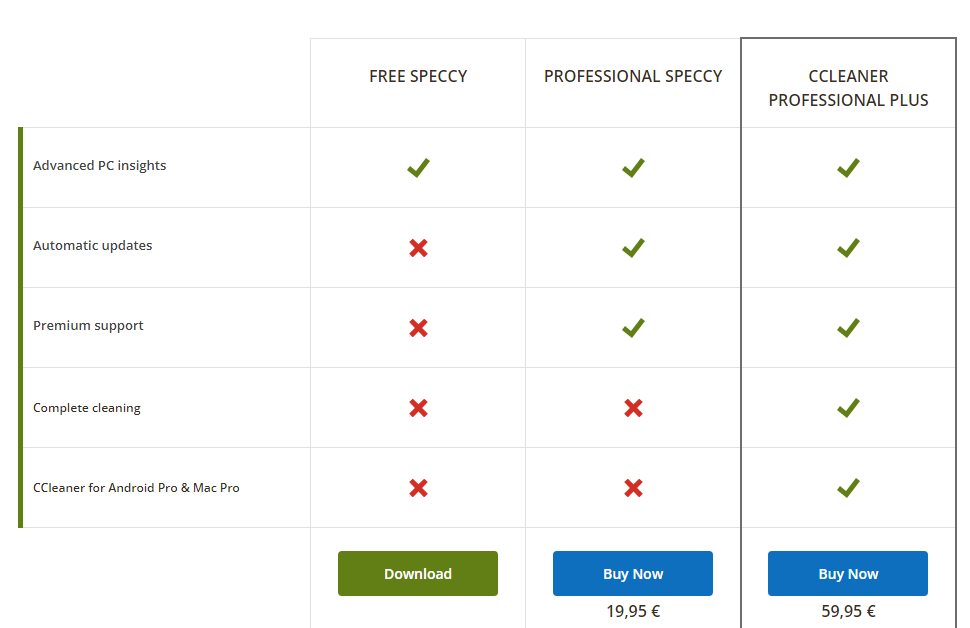 FREE SPECCY
PROFESSIONAL SPECCY
CCLEANER
PROFESSIONAL PLUS
Advanced PC insights
Automatic updates
Premium support
Complete cleaning
CCleaner for Android Pro & Mac Pro
Download
Buy Now
Buy Now
19,95 €
59,95 €